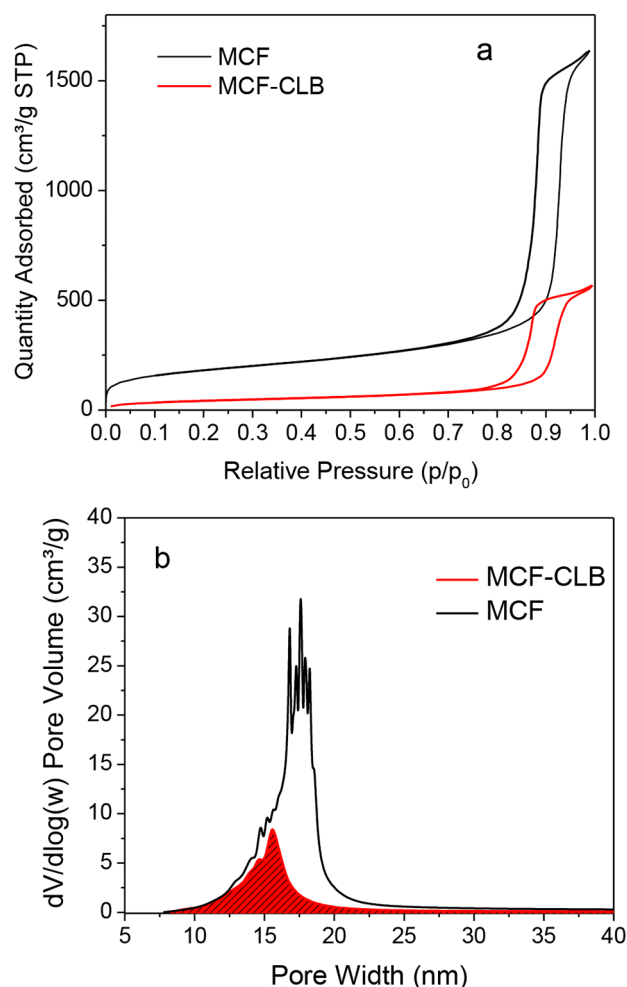 a
MCF
MCF-CLB
Quantity Adsorbed (cm³/g STP)
1500
1000
500
0
0.0 0.1 0.2 0.3 0.4 0.5 0.6 0.7 0.8 0.9 1.0
Relative Pressure (p/p₀)
b
MCF-CLB
MCF
dV/dlog(w) Pore Volume (cm³/g)
40
35
30
25
20
15
10
5
0
5 10 15 20 25 30 35 40
Pore Width (nm)